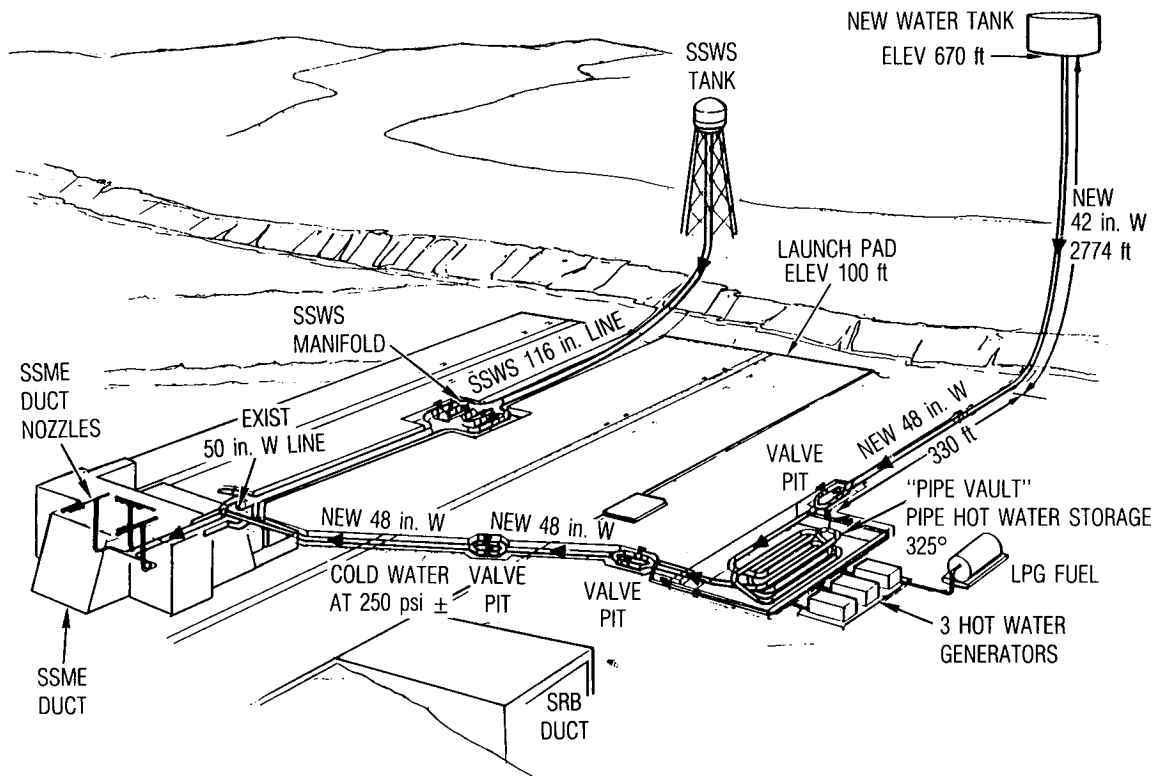 NEW WATER TANK
ELEV 670 ft
SSWS
TANK
NEW
42 in. W
2774 ft
LAUNCH PAD
ELEV 100 ft
SSWS
MANIFOLD
SSWS 116 in. LINE
SSME
DUCT
NOZZLES
EXIST
50 in. W LINE
NEW 48 in. W
330 ft
VALVE
PIT
"PIPE VAULT"
PIPE HOT WATER STORAGE
325°
LPG FUEL
NEW 48 in. W
NEW 48 in. W
COLD WATER
AT 250 psi ±
VALVE
PIT
VALVE
PIT
3 HOT WATER
GENERATORS
SSME
DUCT
SRB
DUCT